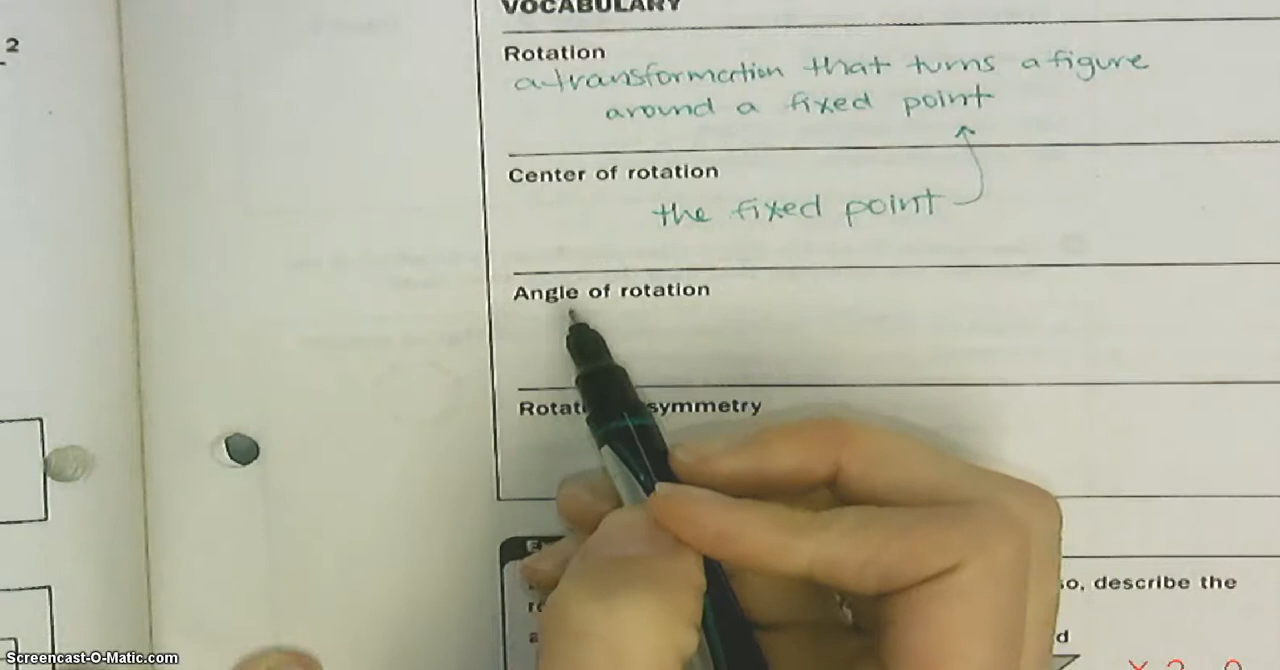 2
VOCABULARY
Rotation
a transformation that turns a figure
around a fixed point
Center of rotation
the fixed point
Angle of rotation
symmetry
so, describe the
d
Screencast-O-Matic.com